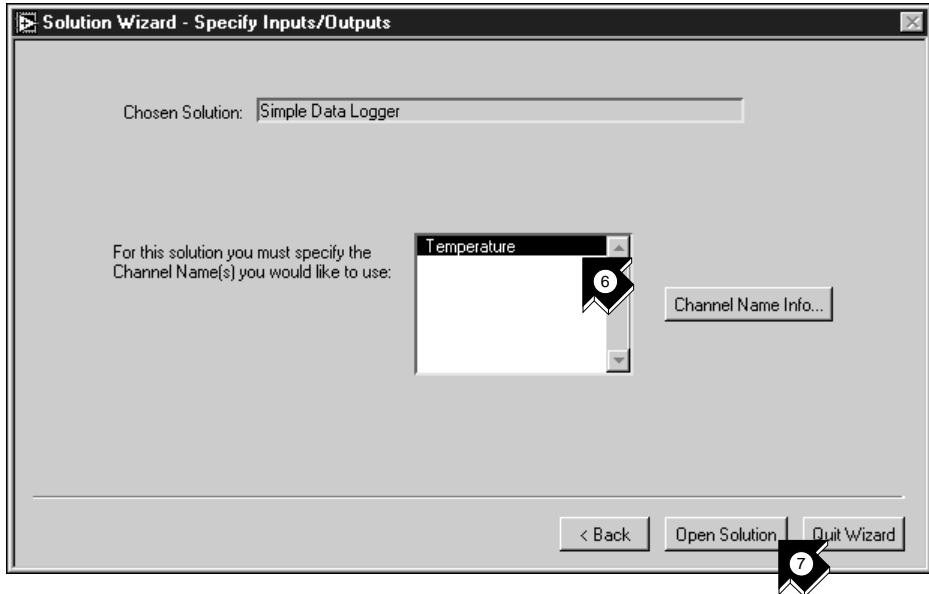 Solution Wizard - Specify Inputs/Outputs
Chosen Solution: Simple Data Logger
For this solution you must specify the
Channel Name(s) you would like to use:
Temperature
6
Channel Name Info...
< Back
Open Solution
Quit Wizard
7